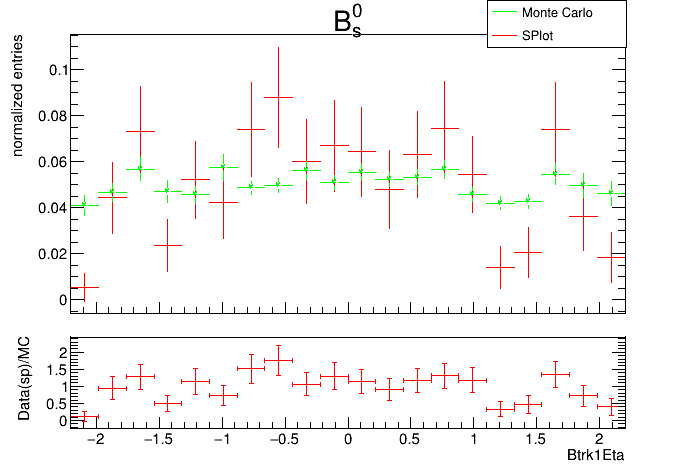 B_s^0
Monte Carlo
SPlot
normalized entries
0.1
0.08
0.06
0.04
0.02
0
Data(sp)/MC
2
1.5
1
0.5
0
−2 −1.5 −1 −0.5 0 0.5 1 1.5 2
Btrk1Eta